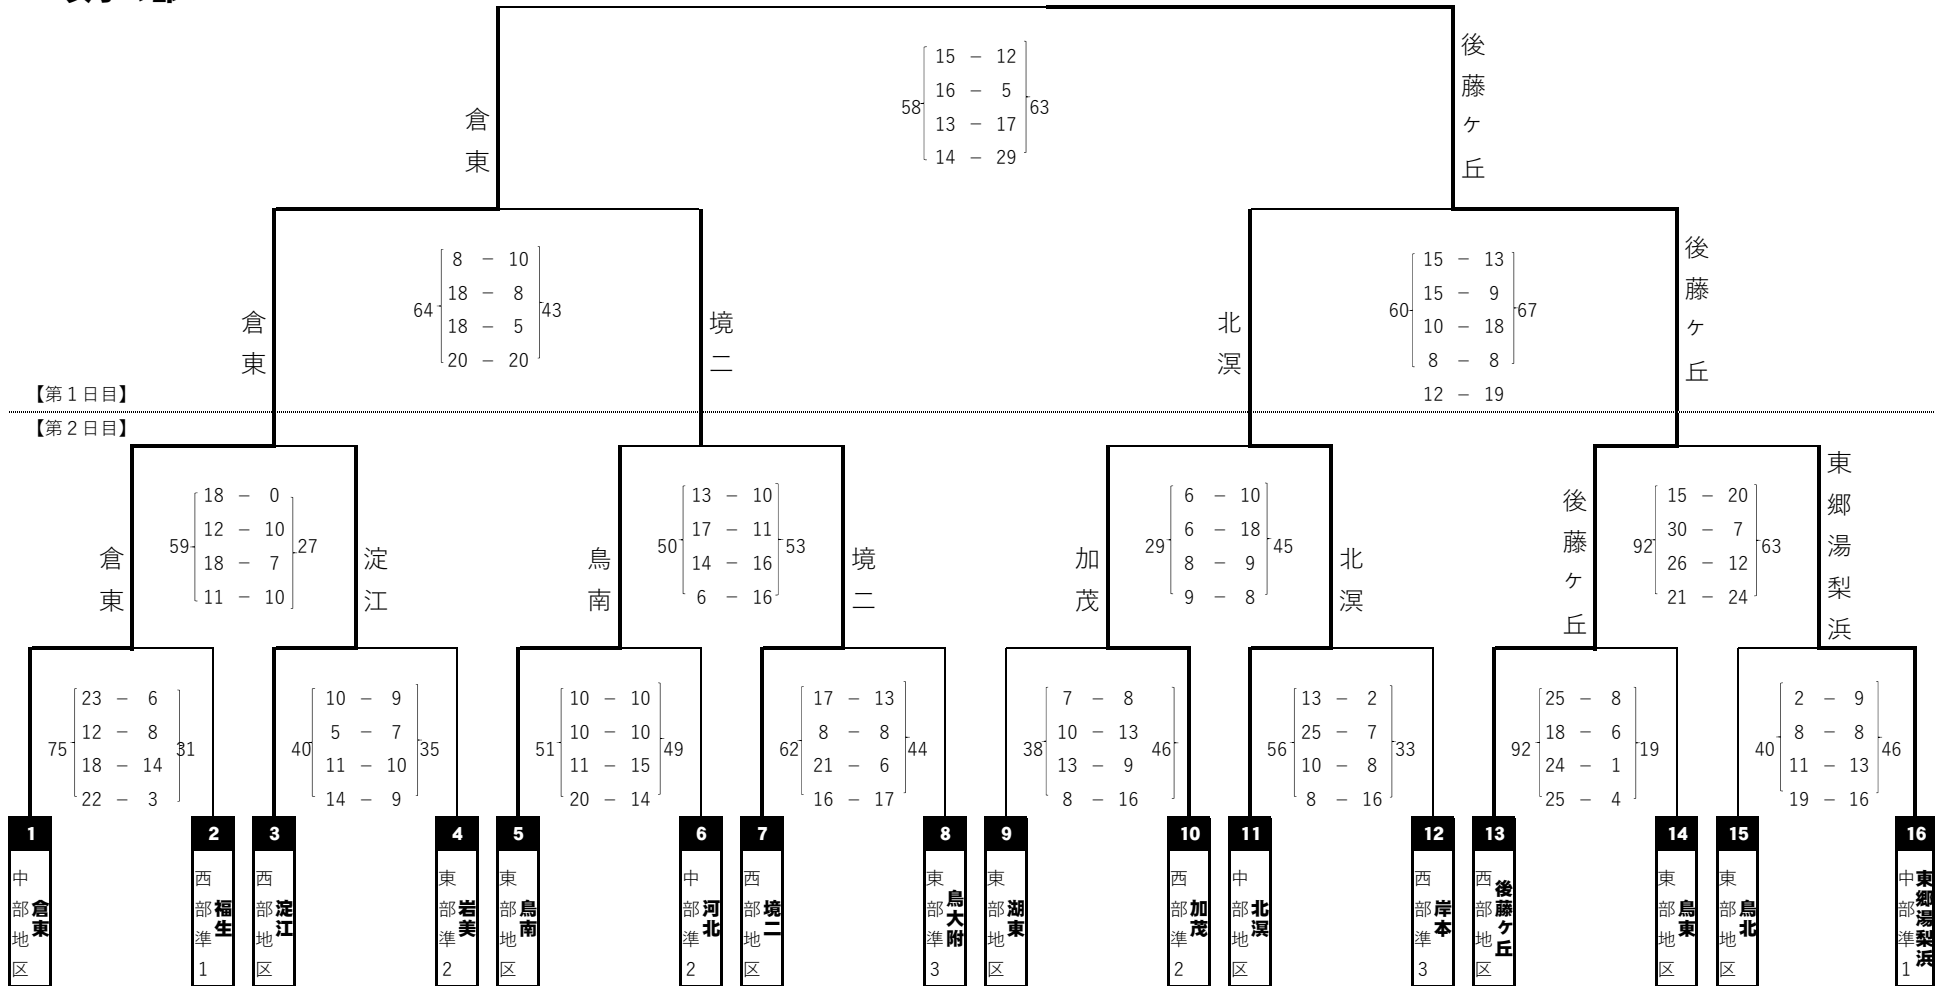 15 － 12
16 － 5
58 63
13 － 17
14 － 29
倉東
後藤ヶ丘
8 － 10
18 － 8
64 43
18 － 5
20 － 20
15 － 13
15 － 9
60 67
10 － 18
8 － 8
12 － 19
倉東
境二
北溟
後藤ヶ丘
【第１日目】
【第２日目】
18 － 0
12 － 10
59 27
18 － 7
11 － 10
13 － 10
17 － 11
50 53
14 － 16
6 － 16
6 － 10
6 － 18
29 45
8 － 9
9 － 8
15 － 20
30 － 7
92 63
26 － 12
21 － 24
倉東
淀江
鳥南
境二
加茂
北溟
後藤ヶ丘
東郷湯梨浜
23 － 6
12 － 8
75 31
18 － 14
22 － 3
10 － 9
5 － 7
40 35
11 － 10
14 － 9
10 － 10
10 － 10
51 49
11 － 15
20 － 14
17 － 13
8 － 8
62 44
21 － 6
16 － 17
7 － 8
10 － 13
38 46
13 － 9
8 － 16
13 － 2
25 － 7
56 33
10 － 8
8 － 16
25 － 8
18 － 6
92 19
24 － 1
25 － 4
2 － 9
8 － 8
40 46
11 － 13
19 － 16
1 2 3 4 5 6 7 8 9 10 11 12 13 14 15 16
倉東
中部地区
福生
西部準1
淀江
西部地区
岩美
東部準2
鳥南
東部地区
河北
中部準2
境二
西部地区
鳥大附
東部準3
湖東
東部地区
加茂
西部準2
北溟
中部地区
岸本
西部準3
後藤ヶ丘
西部地区
鳥東
東部地区
鳥北
東部地区
東郷湯梨浜
中部準1